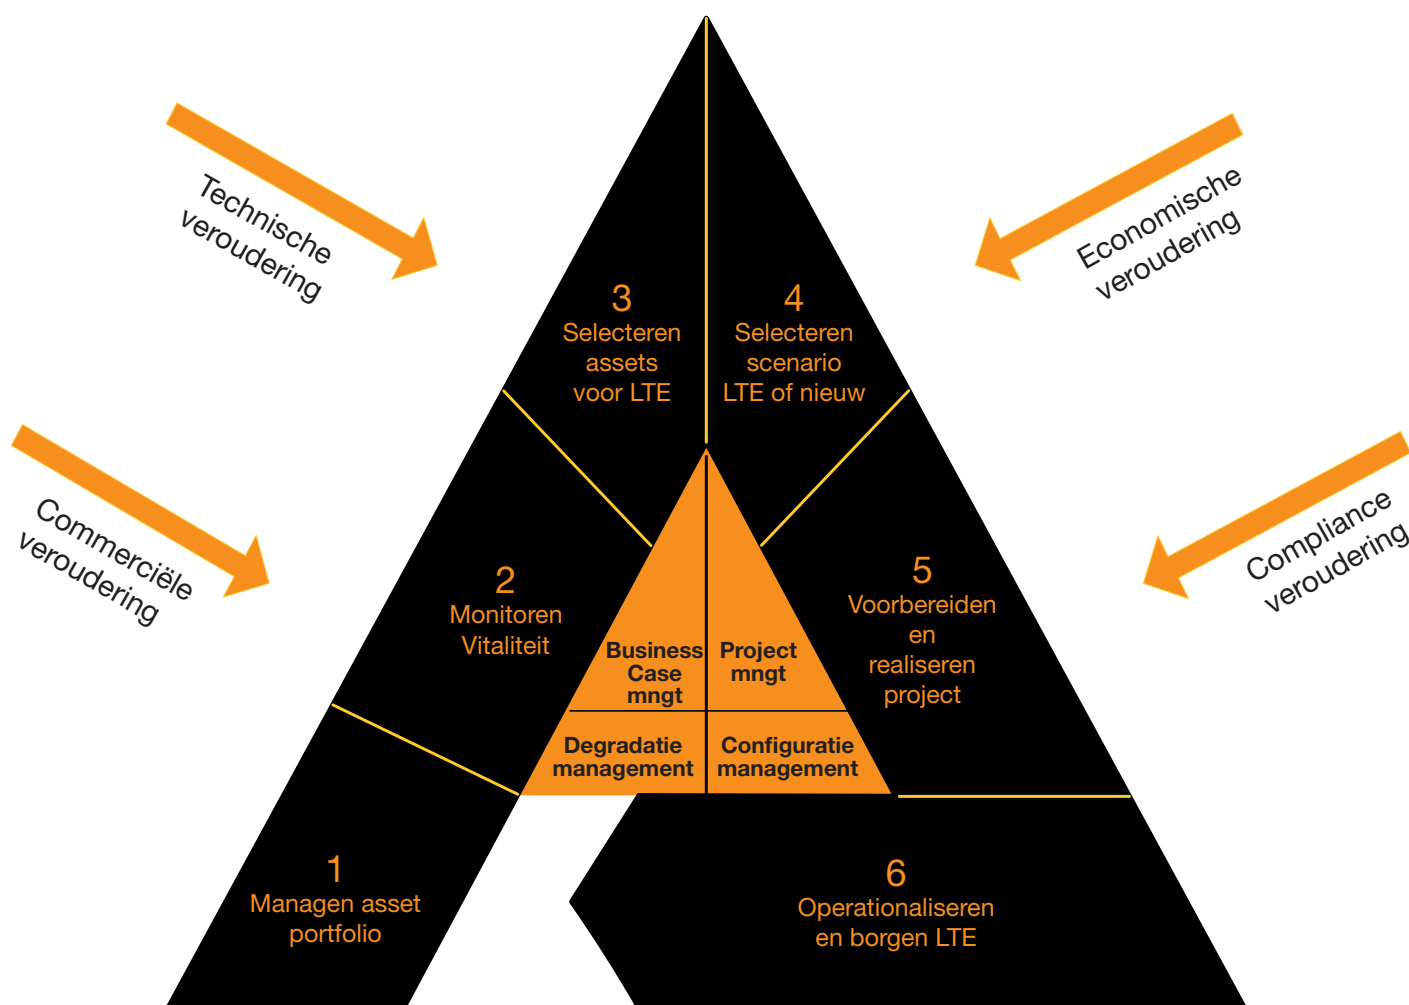 Technische
veroudering
Economische
veroudering
Commerciële
veroudering
Compliance
veroudering
3
Selecteren
assets
voor LTE
4
Selecteren
scenario
LTE of nieuw
2
Monitoren
Vitaliteit
5
Voorbereiden
en
realiseren
project
Business
Case
mngt
Project
mngt
Degradatie
management
Configuratie
management
1
Managen asset
portfolio
6
Operationaliseren
en borgen LTE